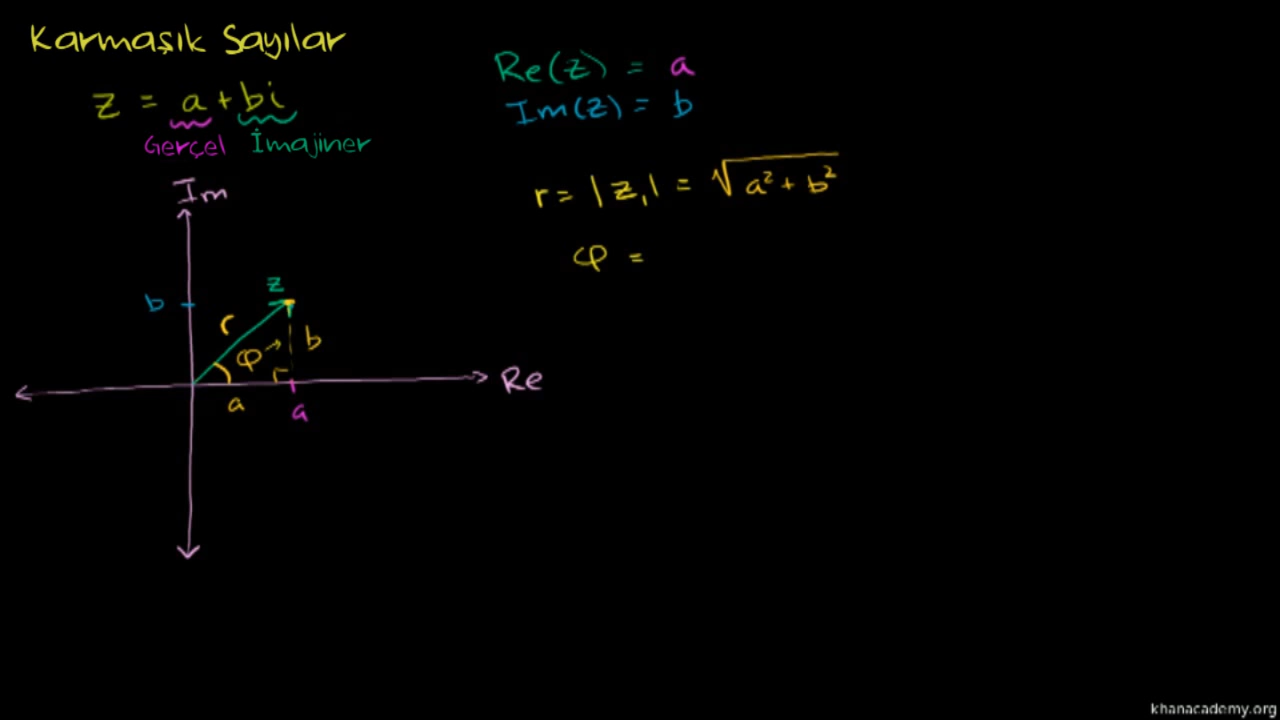 Karmaşık Sayılar
z = a + bi
Gerçel İmajiner
Re(z) = a
Im(z) = b
r = |z₁| = √a² + b²
φ =
Im
z
b
r
φ
b
Re
a
a
khanacademy.org